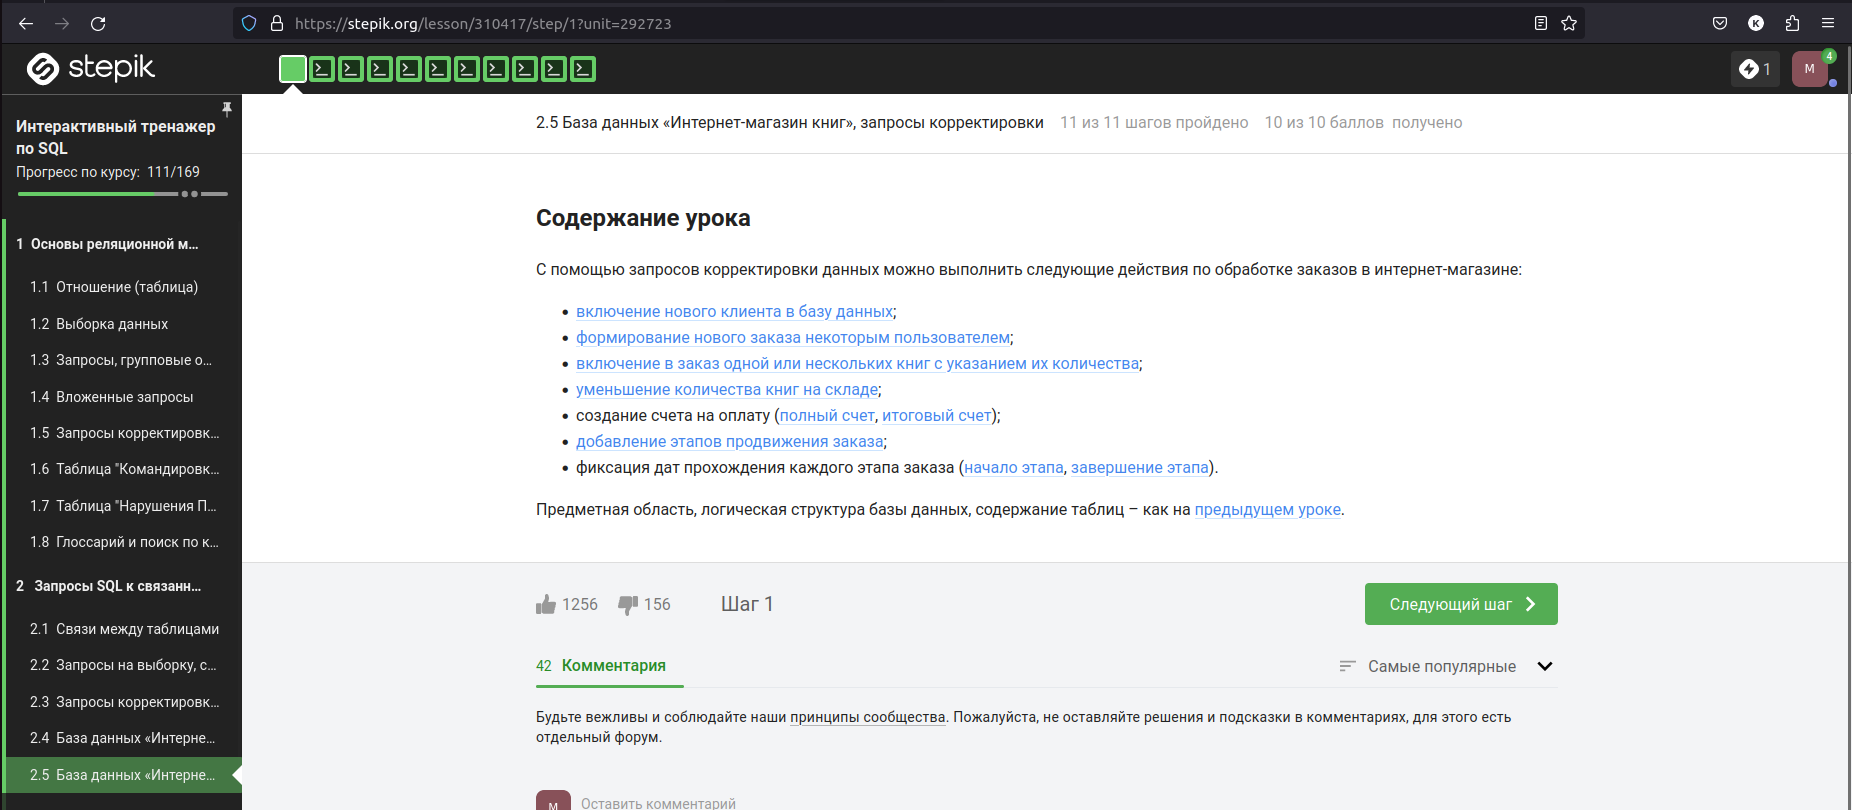 https://stepik.org/lesson/310417/step/1?unit=292723
K
stepik
1
M
4
Интерактивный тренажер
по SQL
Прогресс по курсу: 111/169
1 Основы реляционной м...
1.1 Отношение (таблица)
1.2 Выборка данных
1.3 Запросы, групповые о...
1.4 Вложенные запросы
1.5 Запросы корректировк...
1.6 Таблица "Командировк...
1.7 Таблица "Нарушения П...
1.8 Глоссарий и поиск по к...
2 Запросы SQL к связанн...
2.1 Связи между таблицами
2.2 Запросы на выборку, с...
2.3 Запросы корректировк...
2.4 База данных «Интерне...
2.5 База данных «Интерне...
2.5 База данных «Интернет-магазин книг», запросы корректировки 11 из 11 шагов пройдено 10 из 10 баллов получено
Содержание урока
С помощью запросов корректировки данных можно выполнить следующие действия по обработке заказов в интернет-магазине:
• включение нового клиента в базу данных;
• формирование нового заказа некоторым пользователем;
• включение в заказ одной или нескольких книг с указанием их количества;
• уменьшение количества книг на складе;
• создание счета на оплату (полный счет, итоговый счет);
• добавление этапов продвижения заказа;
• фиксация дат прохождения каждого этапа заказа (начало этапа, завершение этапа).
Предметная область, логическая структура базы данных, содержание таблиц – как на предыдущем уроке.
1256 156 Шаг 1 Следующий шаг
42 Комментария Самые популярные
Будьте вежливы и соблюдайте наши принципы сообщества. Пожалуйста, не оставляйте решения и подсказки в комментариях, для этого есть
отдельный форум.
M Оставить комментарий